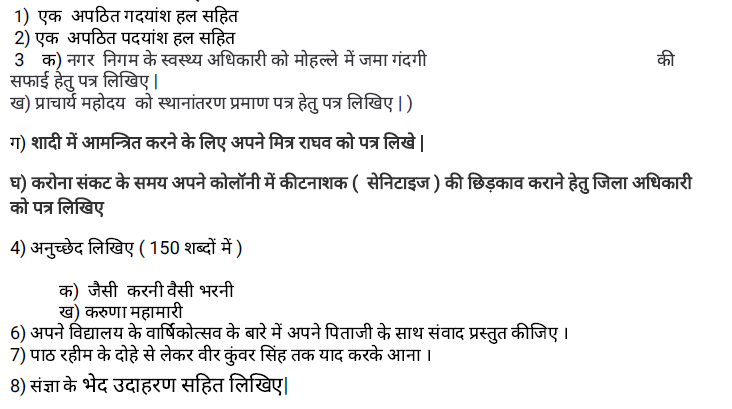 1) एक अपठित गदयांश हल सहित
2) एक अपठित पदयांश हल सहित
3 क) नगर निगम के स्वस्थ्य अधिकारी को मोहल्ले में जमा गंदगी की
सफाई हेतु पत्र लिखिए |
ख) प्राचार्य महोदय को स्थानांतरण प्रमाण पत्र हेतु पत्र लिखिए | )
ग) शादी में आमन्त्रित करने के लिए अपने मित्र राघव को पत्र लिखे |
घ) करोना संकट के समय अपने कोलॉनी में कीटनाशक ( सेनिटाइज ) की छिड़काव कराने हेतु जिला अधिकारी
को पत्र लिखिए
4) अनुच्छेद लिखिए ( 150 शब्दों में )
क) जैसी करनी वैसी भरनी
ख) करुणा महामारी
6) अपने विद्यालय के वार्षिकोत्सव के बारे में अपने पिताजी के साथ संवाद प्रस्तुत कीजिए ।
7) पाठ रहीम के दोहे से लेकर वीर कुंवर सिंह तक याद करके आना ।
8) संज्ञा के भेद उदाहरण सहित लिखिए|